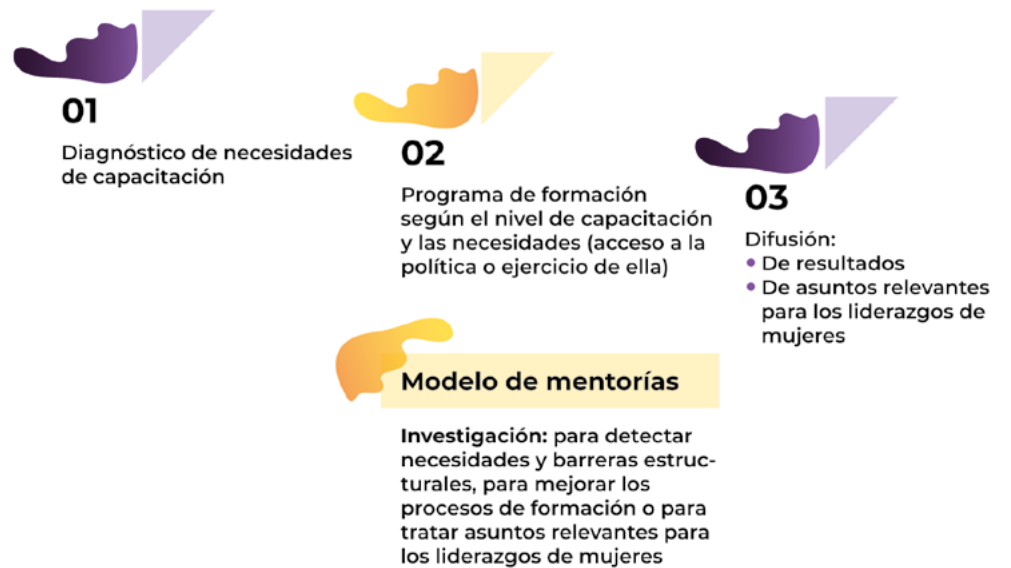 01
Diagnóstico de necesidades
de capacitación
02
Programa de formación
según el nivel de capacitación
y las necesidades (acceso a la
política o ejercicio de ella)
03
Difusión:
• De resultados
• De asuntos relevantes
para los liderazgos de
mujeres
Modelo de mentorías
Investigación: para detectar
necesidades y barreras estruc-
turales, para mejorar los
procesos de formación o para
tratar asuntos relevantes para
los liderazgos de mujeres